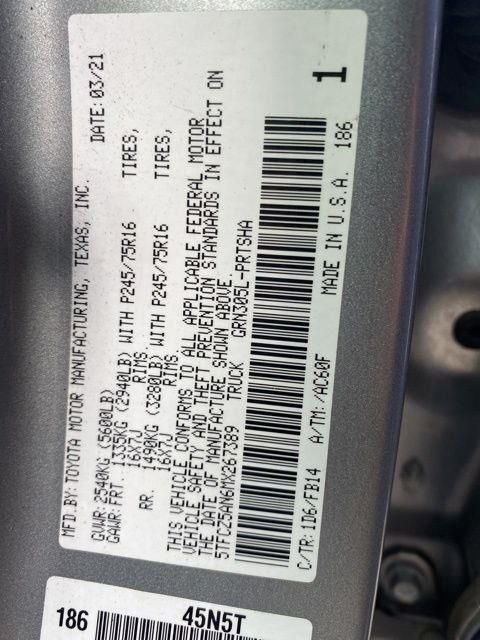 MFD.BY:TOYOTA MOTOR MANUFACTURING, TEXAS, INC. DATE:03/21
GVWR:2540KG (5600LB)
GAWR:FRT. 1335KG (2940LB) WITH P245/75R16 TIRES,
16X7J RIMS.
RR. 1490KG (3280LB) WITH P245/75R16 TIRES,
16X7J RIMS.
THIS VEHICLE CONFORMS TO ALL APPLICABLE FEDERAL MOTOR
VEHICLE SAFETY AND THEFT PREVENTION STANDARDS IN EFFECT ON
THE DATE OF MANUFACTURE SHOWN ABOVE
5TFCZ5AN6MX267389 TRUCK GRN305L-PRTSHA
1
C/TR:1D6/FB14 A/TM:/AC60F MADE IN U.S.A. 186
186 45N5T